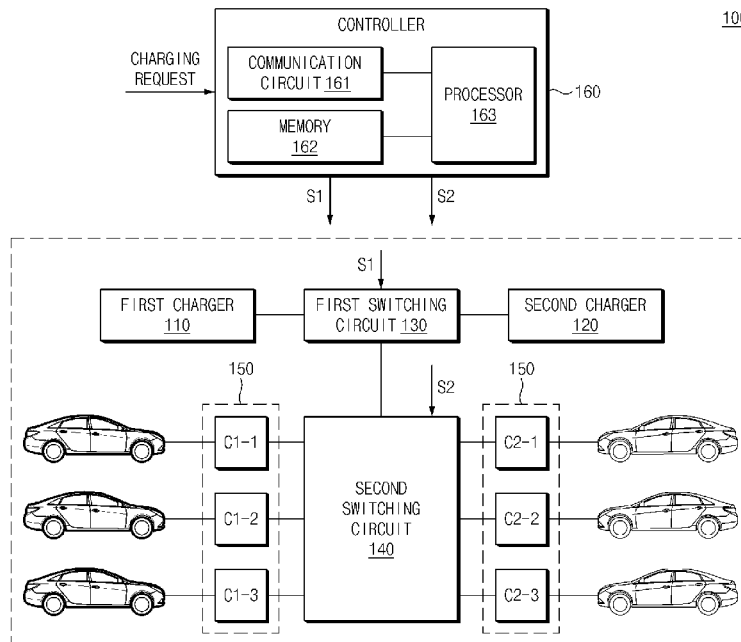 100
CONTROLLER
CHARGING
REQUEST
COMMUNICATION
CIRCUIT 161
MEMORY
162
PROCESSOR
163
160
S1
S2
S1
FIRST CHARGER
110
FIRST SWITCHING
CIRCUIT 130
SECOND CHARGER
120
150
S2
150
C1-1
C2-1
C1-2
SECOND
SWITCHING
CIRCUIT
140
C2-2
C1-3
C2-3